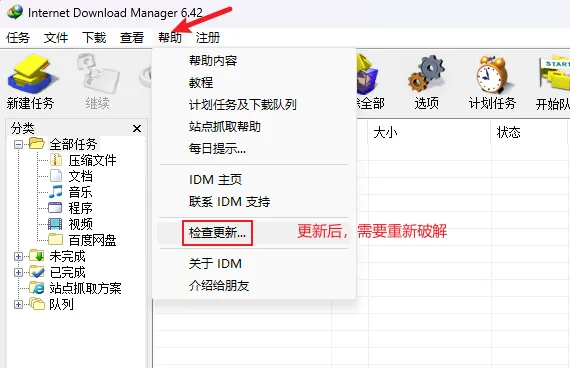 Internet Download Manager 6.42
任务 文件 下载 查看 帮助 注册
新建任务 继续 除全部 选项 计划任务 开始队
分类
全部任务
压缩文件
文档
音乐
程序
视频
百度网盘
未完成
已完成
站点抓取方案
队列
帮助内容
教程
计划任务及下载队列
站点抓取帮助
每日提示...
IDM 主页
联系 IDM 支持
检查更新... 更新后，需要重新破解
关于 IDM
介绍给朋友
大小 状态